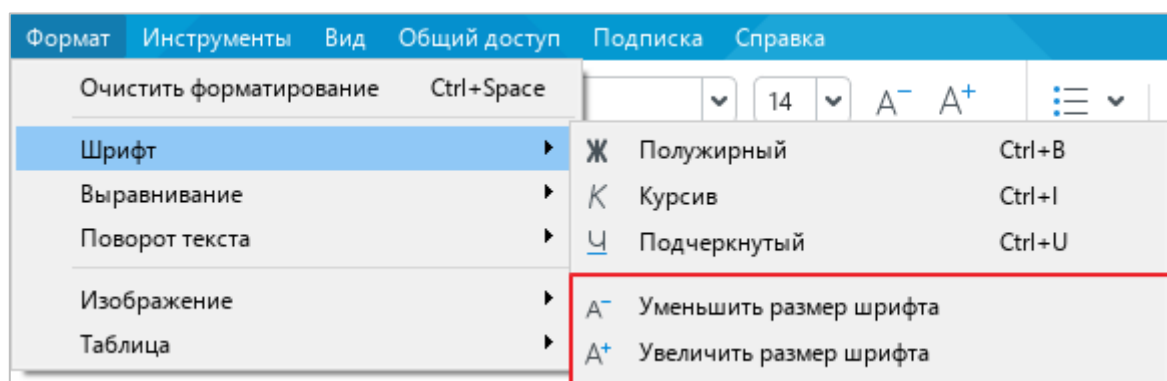 Формат Инструменты Вид Общий доступ Подписка Справка
Очистить форматирование Ctrl+Space
14 A⁻ A⁺
Шрифт
Ж Полужирный Ctrl+B
Выравнивание
К Курсив Ctrl+I
Поворот текста
Ч Подчеркнутый Ctrl+U
Изображение
A⁻ Уменьшить размер шрифта
Таблица
A⁺ Увеличить размер шрифта